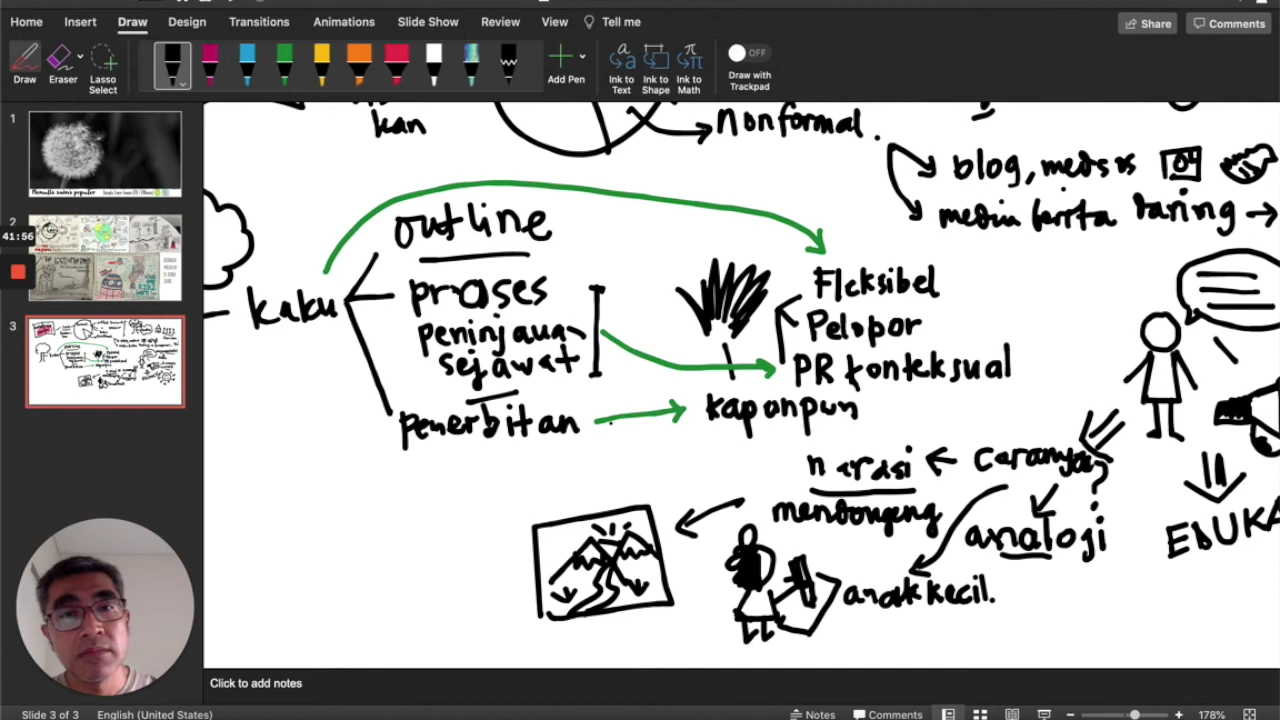 Home Insert Draw Design Transitions Animations Slide Show Review View Tell me
Share Comments
Draw Eraser Lasso Select Add Pen Ink to Text Ink to Shape Ink to Math Draw with Trackpad OFF
1
2
41:56
3
kan
Nonformal.
blog, medsos
media berita daring
outline
kaku
proses
peninjauan
sejawat
penerbitan
Fleksibel
Pelopor
PR konteksual
kapanpun
narasi
caranya?
mendongeng
analogi
anak kecil.
EDUKA
Click to add notes
Slide 3 of 3 English (United States) Notes Comments 178%